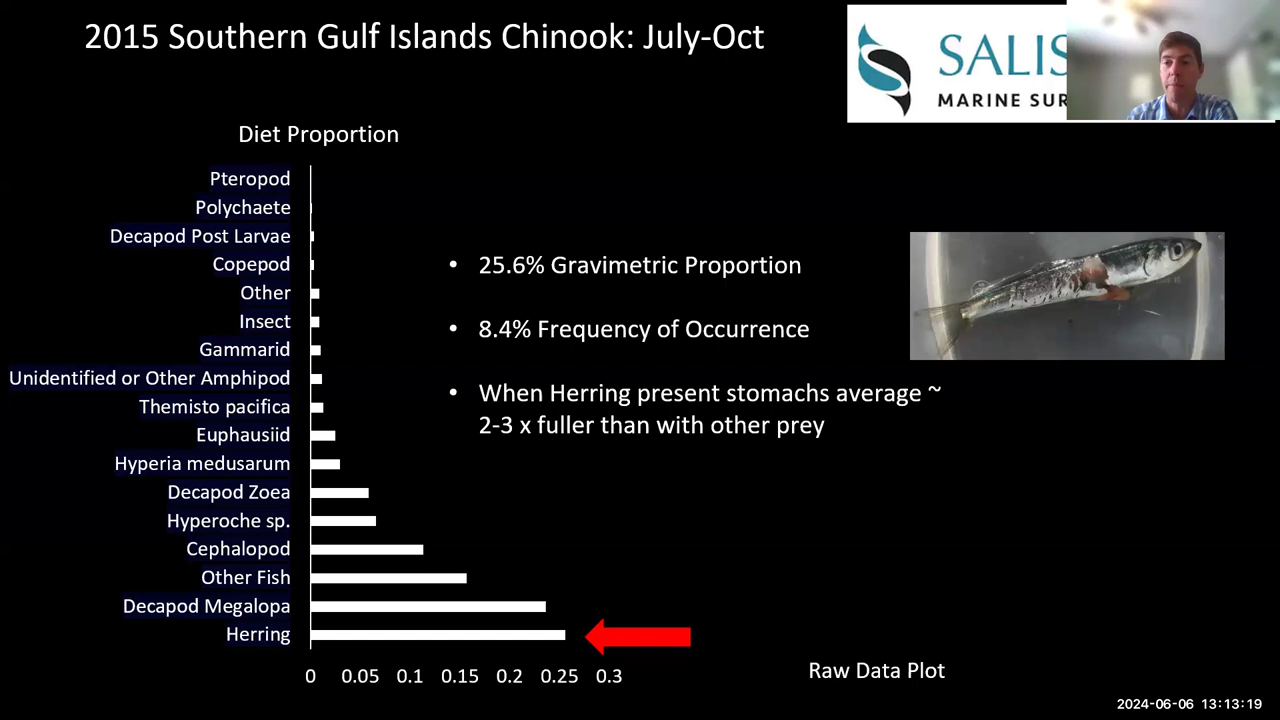 2015 Southern Gulf Islands Chinook: July-Oct
SALIS
MARINE SUR
Diet Proportion
Pteropod
Polychaete
Decapod Post Larvae
Copepod
Other
Insect
Gammarid
Unidentified or Other Amphipod
Themisto pacifica
Euphausiid
Hyperia medusarum
Decapod Zoea
Hyperoche sp.
Cephalopod
Other Fish
Decapod Megalopa
Herring
0 0.05 0.1 0.15 0.2 0.25 0.3
• 25.6% Gravimetric Proportion
• 8.4% Frequency of Occurrence
• When Herring present stomachs average ~
2-3 x fuller than with other prey
Raw Data Plot
2024-06-06 13:13:19